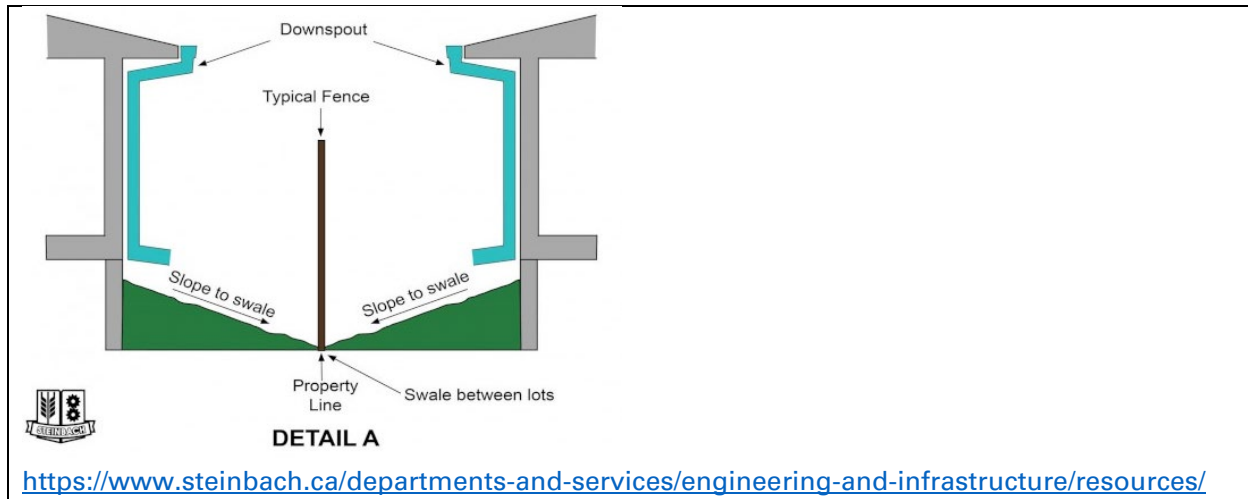 Downspout
Typical Fence
Slope to swale
Slope to swale
Property
Line
Swale between lots
STEINBACH
DETAIL A
https://www.steinbach.ca/departments-and-services/engineering-and-infrastructure/resources/